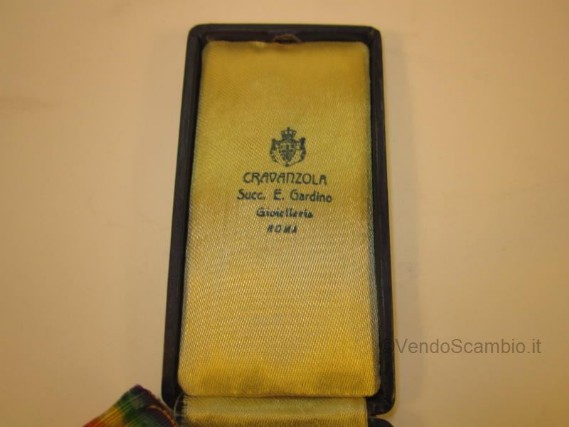 CRAVANZOLA
Succ. E. Gardino
Gioielleria
ROMA
©VendoScambio.it